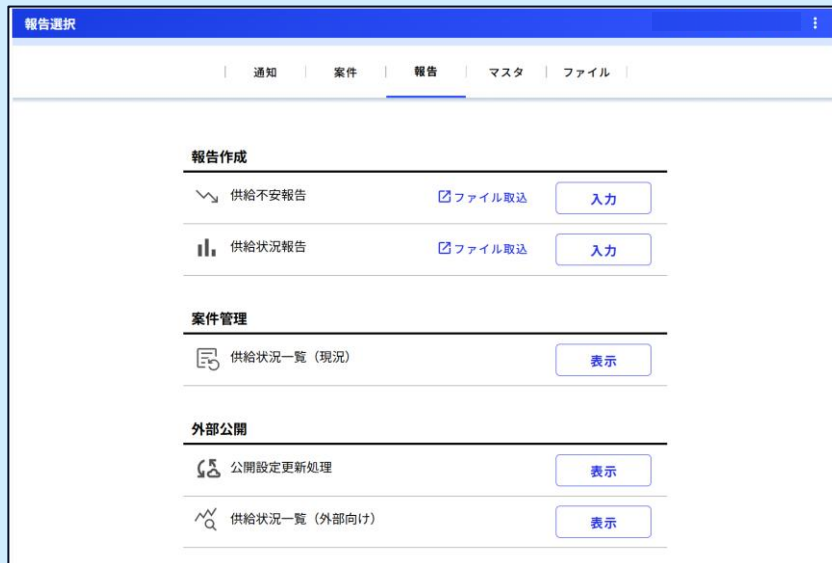 報告選択
通知 案件 報告 マスタ ファイル
報告作成
供給不安報告 ファイル取込 入力
供給状況報告 ファイル取込 入力
案件管理
供給状況一覧（現況） 表示
外部公開
公開設定更新処理 表示
供給状況一覧（外部向け） 表示